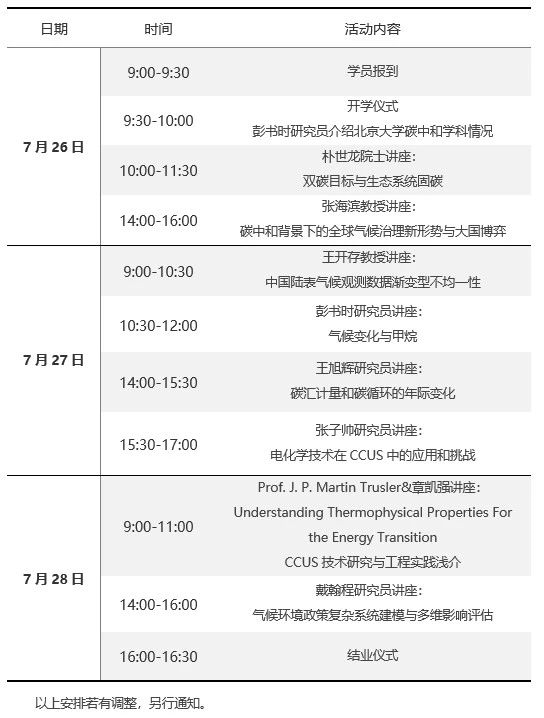 日期 时间 活动内容
7 月 26 日
9:00-9:30 学员报到
9:30-10:00 开学仪式
彭书时研究员介绍北京大学碳中和学科情况
10:00-11:30 朴世龙院士讲座：
双碳目标与生态系统固碳
14:00-16:00 张海滨教授讲座：
碳中和背景下的全球气候治理新形势与大国博弈
7 月 27 日
9:00-10:30 王开存教授讲座：
中国陆表气候观测数据渐变型不均一性
10:30-12:00 彭书时研究员讲座：
气候变化与甲烷
14:00-15:30 王旭辉研究员讲座：
碳汇计量和碳循环的年际变化
15:30-17:00 张子帅研究员讲座：
电化学技术在 CCUS 中的应用和挑战
7 月 28 日
9:00-11:00 Prof. J. P. Martin Trusler&章凯强讲座：
Understanding Thermophysical Properties For
the Energy Transition
CCUS 技术研究与工程实践浅介
14:00-16:00 戴瀚程研究员讲座：
气候环境政策复杂系统建模与多维影响评估
16:00-16:30 结业仪式
以上安排若有调整，另行通知。